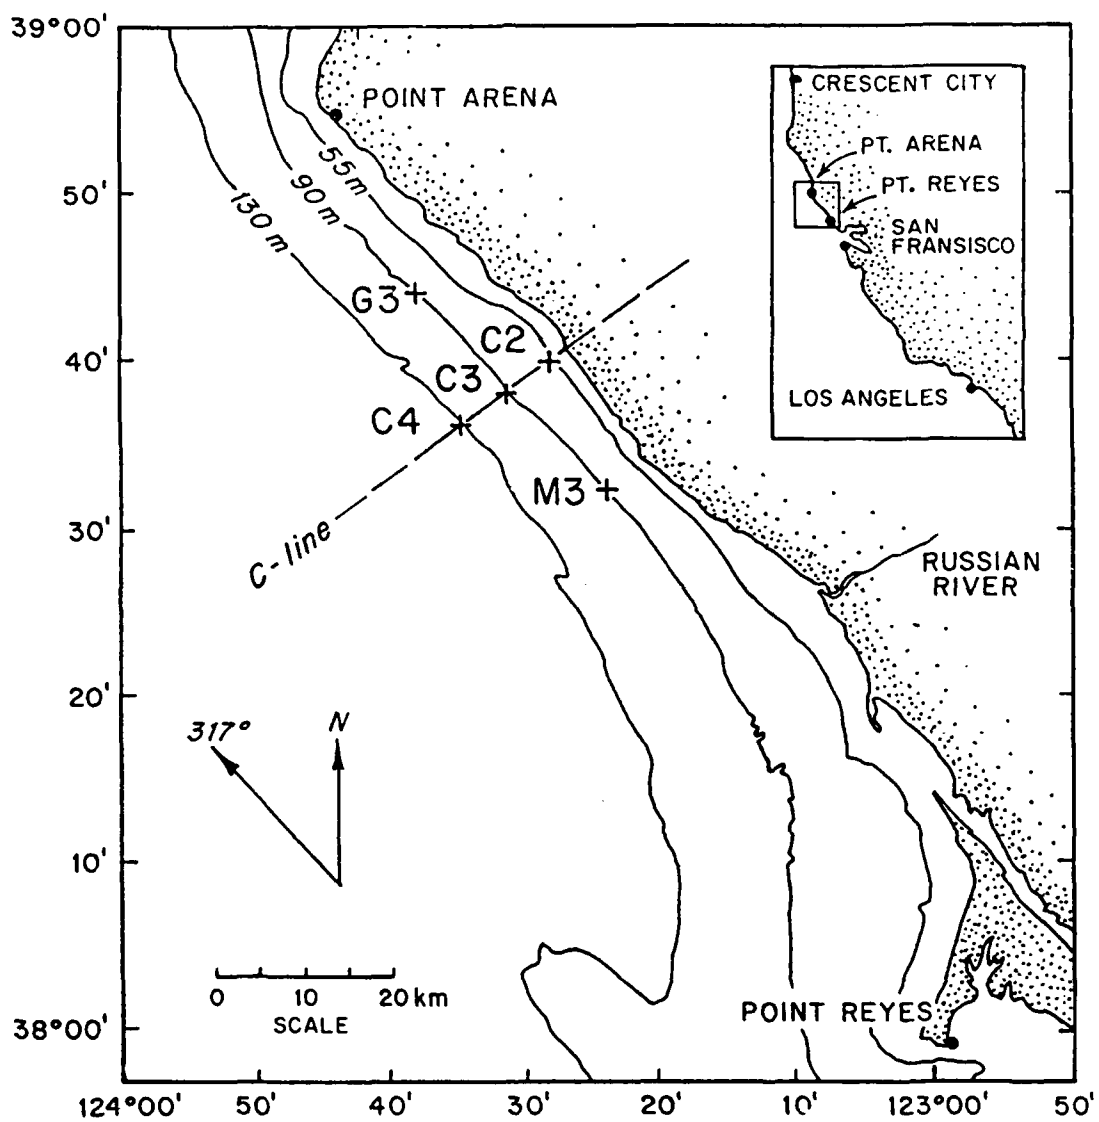 39°00'
POINT ARENA
CRESCENT CITY
PT. ARENA
PT. REYES
SAN
FRANSISCO
LOS ANGELES
50'
55m
90m
130m
G3
C2
40'
C3
C4
M3
30'
C-line
RUSSIAN
RIVER
20'
317°
N
10'
0 10 20 km
SCALE
POINT REYES
38°00'
124°00' 50' 40' 30' 20' 10' 123°00' 50'